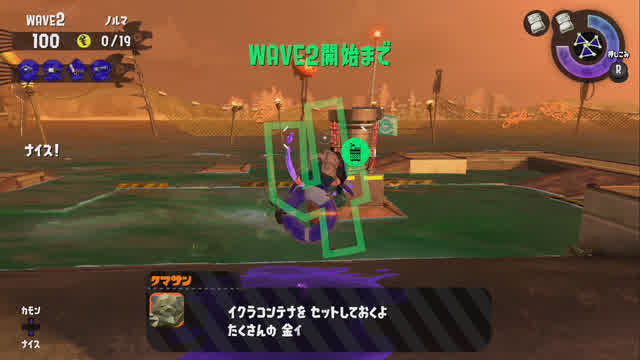 WAVE2 ノルマ
100 0/19
WAVE2開始まで
押しこみ
R
ナイス!
クマサン
イクラコンテナを セットしておくよ
たくさんの 金イ
カモン
ナイス